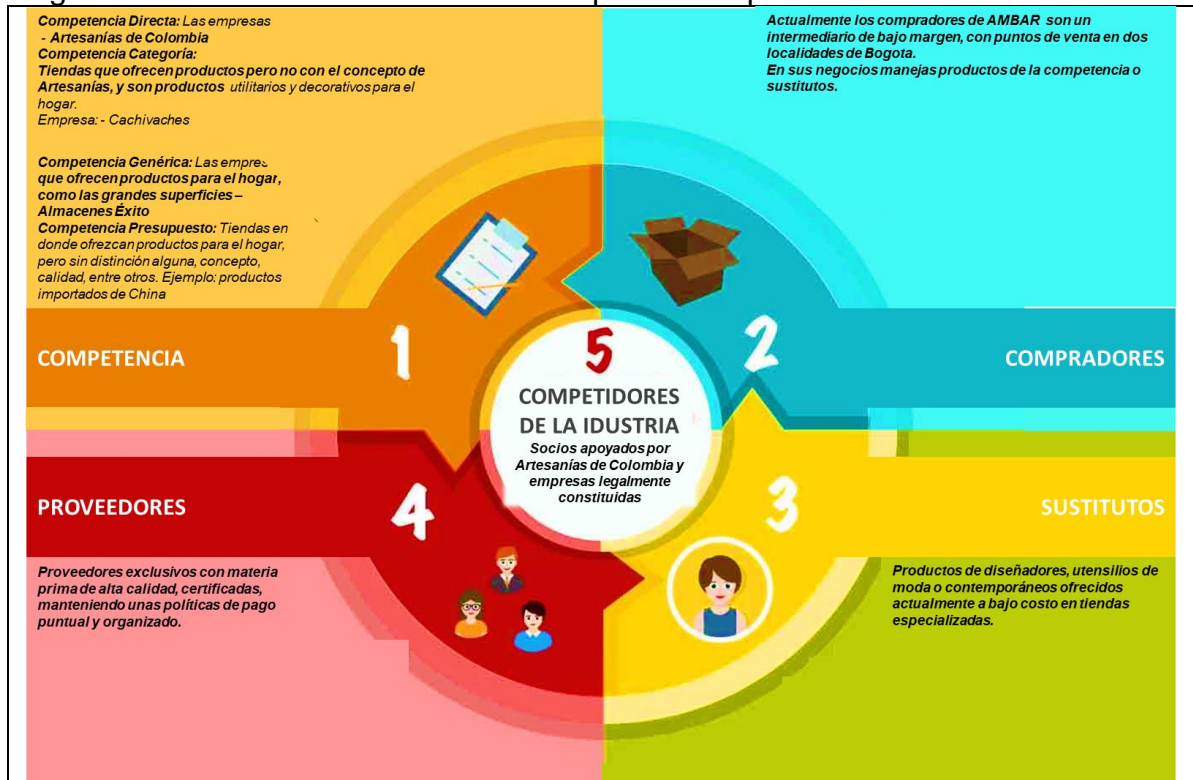 Competencia Directa: Las empresas
- Artesanías de Colombia
Competencia Categoría:
Tiendas que ofrecen productos pero no con el concepto de
Artesanías, y son productos utilitarios y decorativos para el
hogar.
Empresa: - Cachivaches
Competencia Genérica: Las empres
que ofrecen productos para el hogar,
como las grandes superficies –
Almacenes Éxito
Competencia Presupuesto: Tiendas en
donde ofrezcan productos para el hogar,
pero sin distinción alguna, concepto,
calidad, entre otros. Ejemplo: productos
importados de China
COMPETENCIA
1
Actualmente los compradores de AMBAR son un
intermediario de bajo margen, con puntos de venta en dos
localidades de Bogota.
En sus negocios manejas productos de la competencia o
sustitutos.
2
COMPRADORES
5
COMPETIDORES
DE LA IDUSTRIA
Socios apoyados por
Artesanías de Colombia y
empresas legalmente
constituidas
PROVEEDORES
4
Proveedores exclusivos con materia
prima de alta calidad, certificadas,
manteniendo unas políticas de pago
puntual y organizado.
3
SUSTITUTOS
Productos de diseñadores, utensilios de
moda o contemporáneos ofrecidos
actualmente a bajo costo en tiendas
especializadas.